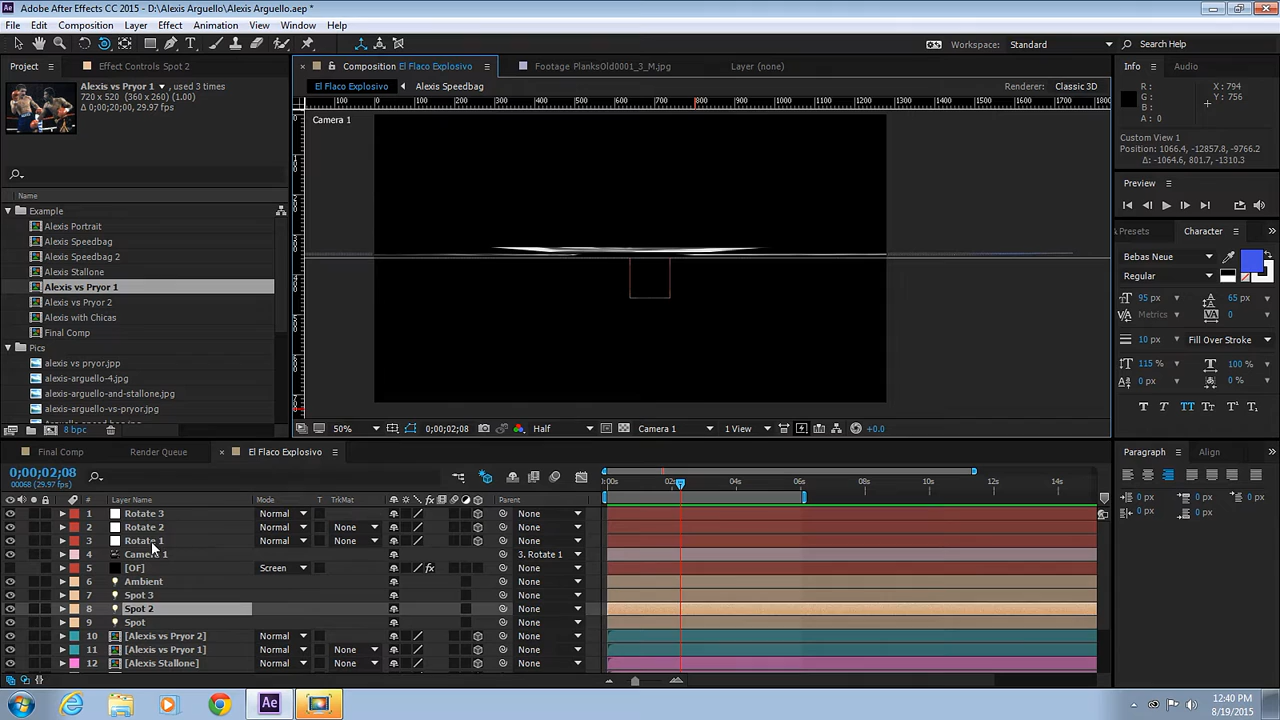 Adobe After Effects CC 2015 - D:\Alexis Arguello\Alexis Arguello.aep *
File Edit Composition Layer Effect Animation View Window Help
Workspace: Standard Search Help
Project Effect Controls Spot 2
Composition El Flaco Explosivo Footage PlanksOld0001_3_M.jpg Layer (none)
Info Audio
Alexis vs Pryor 1 , used 3 times
720 x 520 (360 x 260) (1.00)
Δ 0;00;20;00, 29.97 fps
El Flaco Explosivo Alexis Speedbag
Renderer: Classic 3D
R: X: 794
G: Y: 756
B:
A: 0
Custom View 1
Position: 1066.4, -12857.8, -9766.2
Δ: -1064.6, 801.7, -1310.3
Camera 1
Name
Example
Alexis Portrait
Alexis Speedbag
Alexis Speedbag 2
Alexis Stallone
Alexis vs Pryor 1
Alexis vs Pryor 2
Alexis with Chicas
Final Comp
Pics
alexis vs pryor.jpp
alexis-arguello-4.jpg
alexis-arguello-and-stallone.jpg
alexis-arguello-vs-pryor.jpg
8 bpc
Preview
Presets Character
Bebas Neue
Regular
95 px 65 px
Metrics 0
10 px Fill Over Stroke
115 % 100 %
0 px 0 %
50% 0;00;02;08 Half Camera 1 1 View +0.0
Final Comp Render Queue El Flaco Explosivo
0;00;02;08
00068 (29.97 fps)
# Layer Name Mode T TrkMat Parent
1 Rotate 3 Normal None
2 Rotate 2 Normal None None
3 Rotate 1 Normal None None
4 Camera 1 3. Rotate 1
5 [OF] Screen None
6 Ambient None
7 Spot 3 None
8 Spot 2 None
9 Spot None
10 [Alexis vs Pryor 2] Normal None
11 [Alexis vs Pryor 1] Normal None None
12 [Alexis Stallone] Normal None None
04s 06s 08s 10s 12s 14s
Paragraph Align
0 px 0 px 0 px
0 px 0 px
12:40 PM
8/19/2015